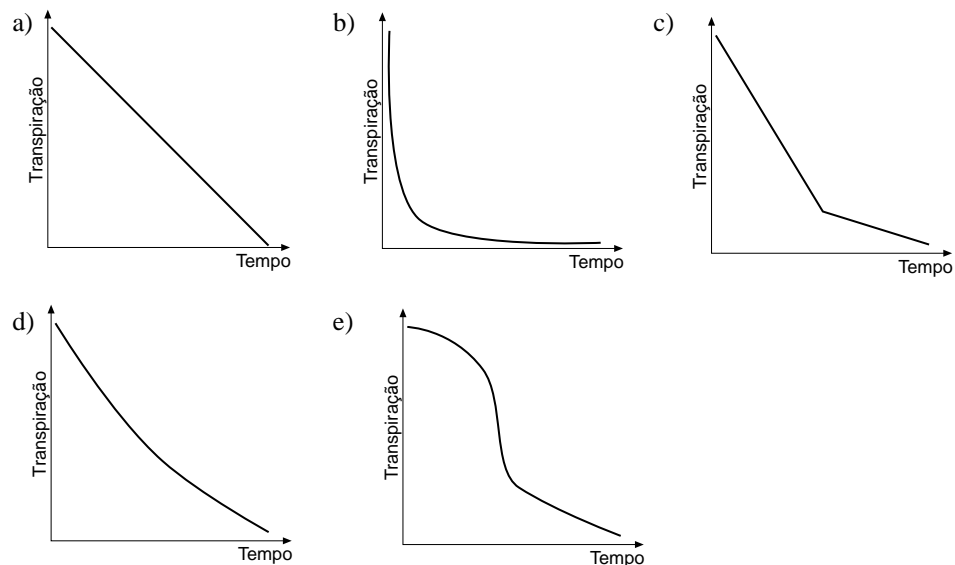 a)
Transpiração
Tempo
b)
Transpiração
Tempo
c)
Transpiração
Tempo
d)
Transpiração
Tempo
e)
Transpiração
Tempo